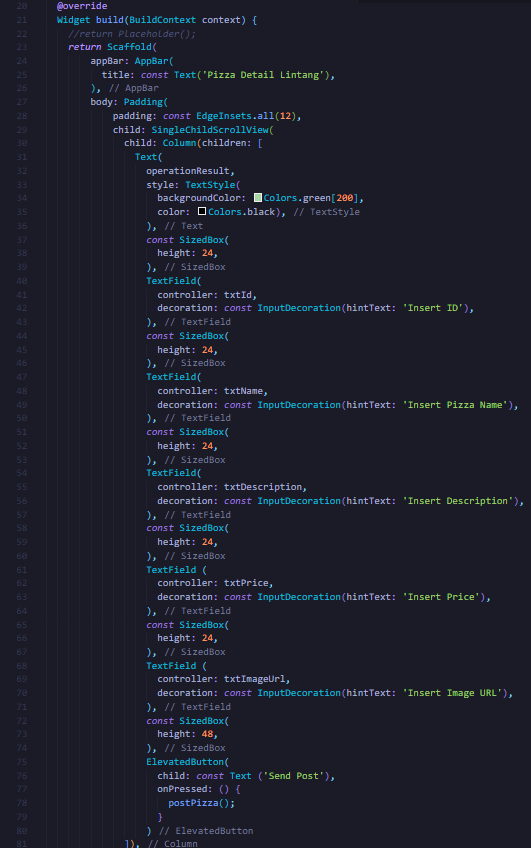 20 @override
21 Widget build(BuildContext context) {
22 //return Placeholder();
23 return Scaffold(
24 appBar: AppBar(
25 title: const Text('Pizza Detail Lintang'),
26 ), // AppBar
27 body: Padding(
28 padding: const EdgeInsets.all(12),
29 child: SingleChildScrollView(
30 child: Column(children: [
31 Text(
32 operationResult,
33 style: TextStyle(
34 backgroundColor: Colors.green[200],
35 color: Colors.black), // TextStyle
36 ), // Text
37 const SizedBox(
38 height: 24,
39 ), // SizedBox
40 TextField(
41 controller: txtId,
42 decoration: const InputDecoration(hintText: 'Insert ID'),
43 ), // TextField
44 const SizedBox(
45 height: 24,
46 ), // SizedBox
47 TextField(
48 controller: txtName,
49 decoration: const InputDecoration(hintText: 'Insert Pizza Name'),
50 ), // TextField
51 const SizedBox(
52 height: 24,
53 ), // SizedBox
54 TextField(
55 controller: txtDescription,
56 decoration: const InputDecoration(hintText: 'Insert Description'),
57 ), // TextField
58 const SizedBox(
59 height: 24,
60 ), // SizedBox
61 TextField (
62 controller: txtPrice,
63 decoration: const InputDecoration(hintText: 'Insert Price'),
64 ), // TextField
65 const SizedBox(
66 height: 24,
67 ), // SizedBox
68 TextField (
69 controller: txtImageUrl,
70 decoration: const InputDecoration(hintText: 'Insert Image URL'),
71 ), // TextField
72 const SizedBox(
73 height: 48,
74 ), // SizedBox
75 ElevatedButton(
76 child: const Text ('Send Post'),
77 onPressed: () {
78 postPizza();
79 }
80 ) // ElevatedButton
81 ]), // Column